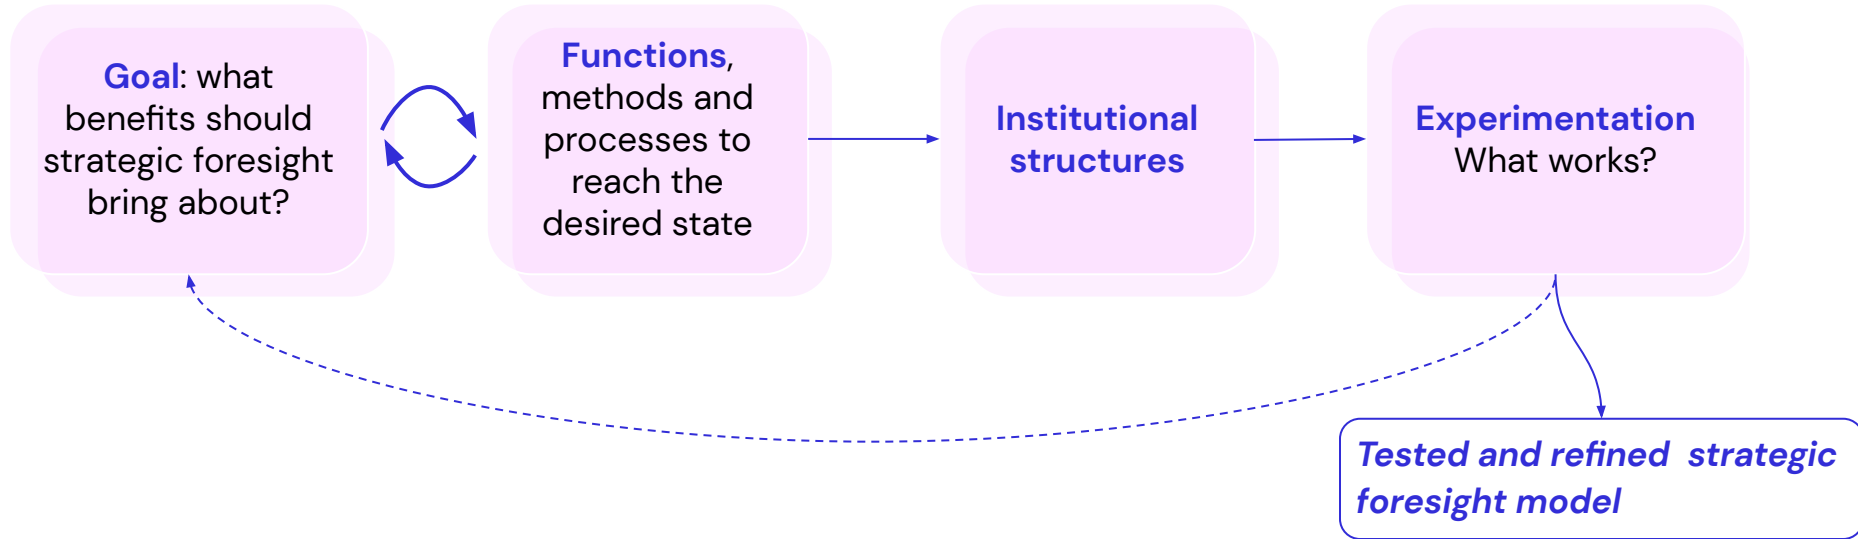 Goal: what
benefits should
strategic foresight
bring about?
Functions,
methods and
processes to
reach the
desired state
Institutional
structures
Experimentation
What works?
Tested and refined  strategic
foresight model